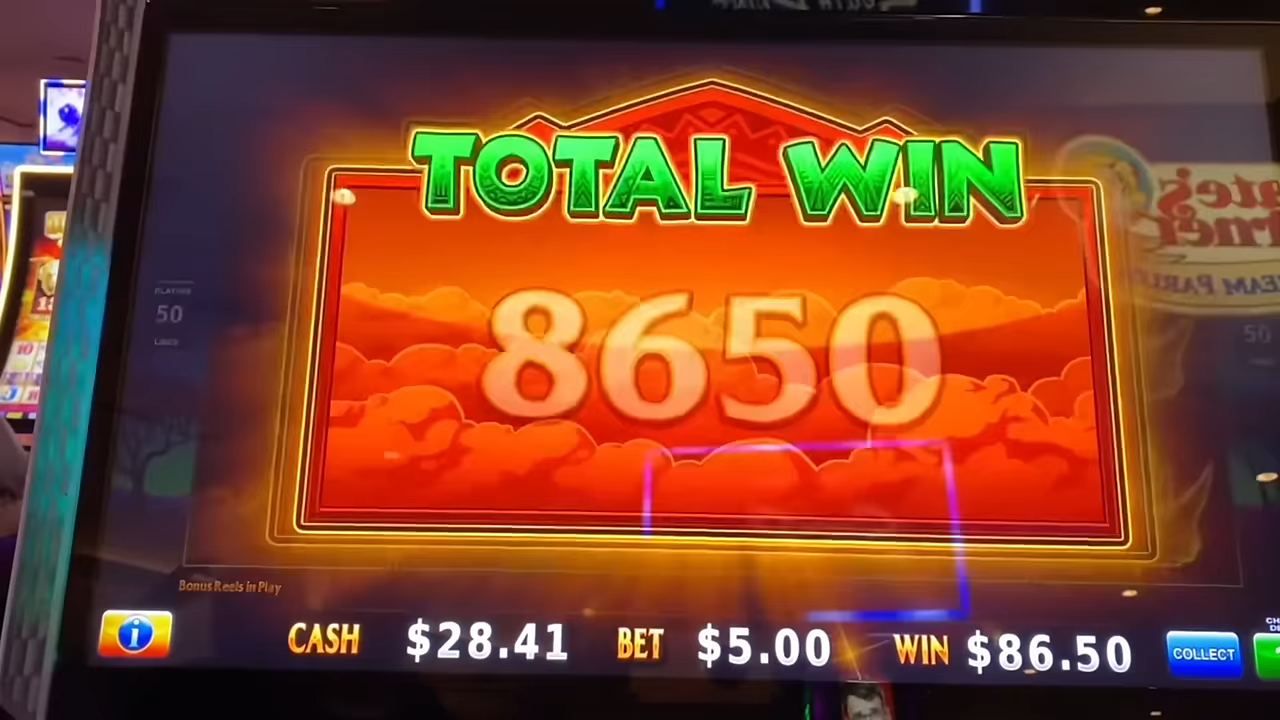 TOTAL WIN
8650
PLAYING
50
LINES
50
Bonus Reels in Play
CASH $28.41 BET $5.00 WIN $86.50
COLLECT